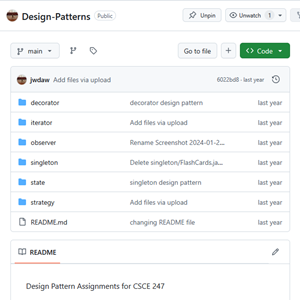 Design-Patterns Public
Unpin Unwatch 1
main Go to file Code
jwdaw Add files via upload 6022bd8 · last year
decorator decorator design pattern last year
iterator Add files via upload last year
observer Rename Screenshot 2024-01-2... last year
singleton Delete singleton/FlashCards.ja... last year
state singleton design pattern last year
strategy Add files via upload last year
README.md changing README file last year
README
Design Pattern Assignments for CSCE 247